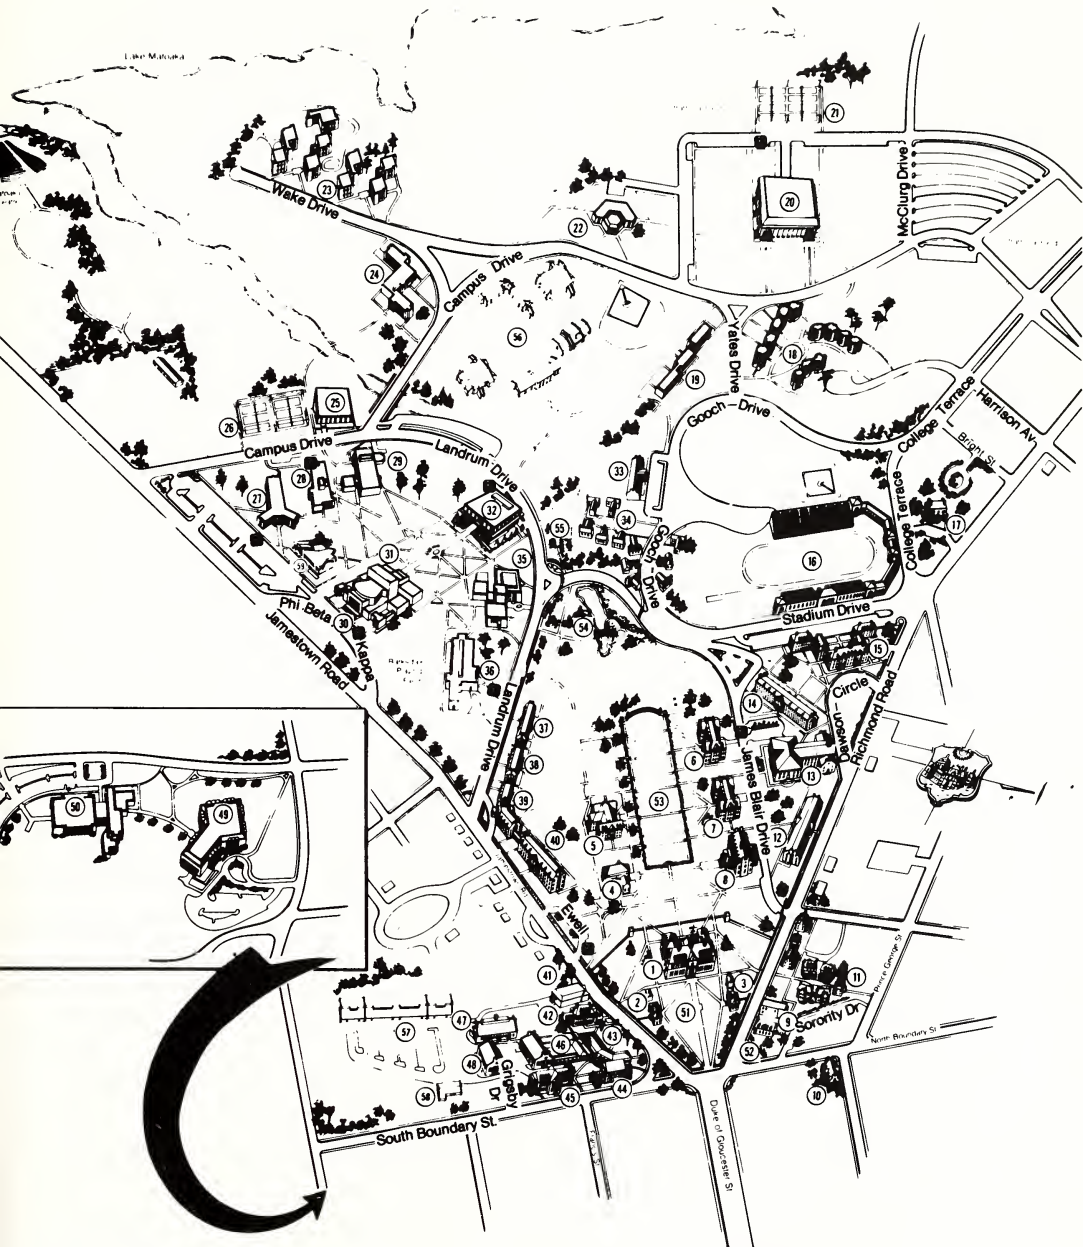 Lake Matoaka
21
McClurg Drive
20
23
Wake Drive
22
24
Campus Drive
56
Yates Drive
18
19
Gooch Drive
College Terrace
Harrison Av.
Bright St
25
26
Campus Drive
Landrum Drive
29
28
27
33
32
34
55
Gooch Drive
College Terrace
17
16
31
59
35
30
Phi Beta Kappa
Jamestown Road
Stadium Drive
54
15
36
Circle
Dawson
Richmond Road
14
Landrum Drive
37
6
13
38
James Blair Drive
39
53
7
12
40
5
8
4
50
49
Ewell
1
11
Prince George St
41
2
3
51
9
Sorority Dr
57
47
42
43
46
52
North Boundary St
48
Grigsby Dr
58
45
44
10
South Boundary St.
Duke of Gloucester St